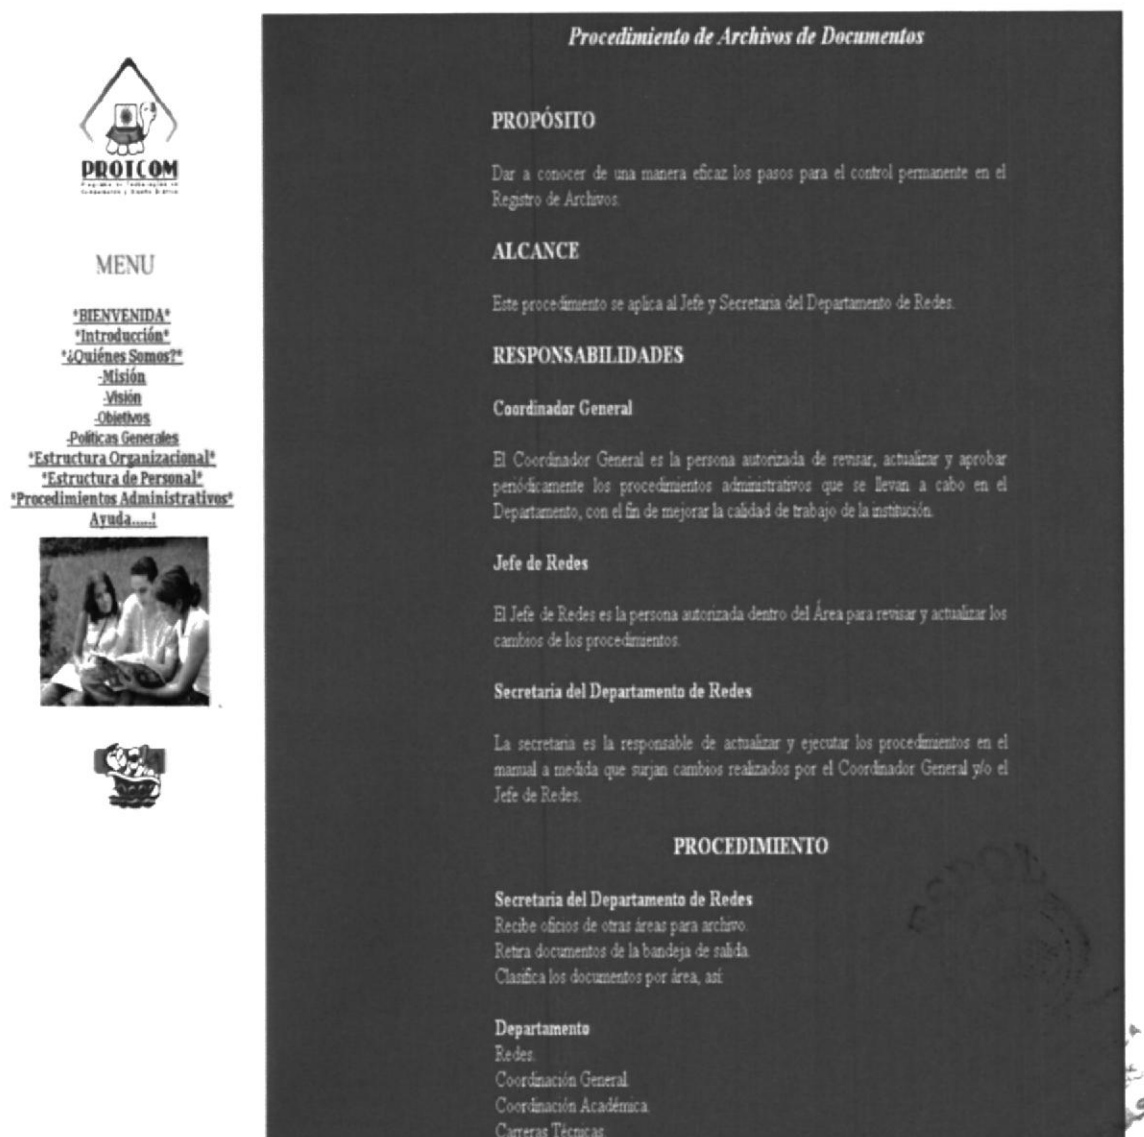 PROTCOM
MENU
*BIENVENIDA*
*Introducción*
*¿Quiénes Somos?*
-Misión
-Visión
-Objetivos
-Políticas Generales
*Estructura Organizacional*
*Estructura de Personal*
*Procedimientos Administrativos*
Ayuda.....!
Procedimiento de Archivos de Documentos
PROPÓSITO
Dar a conocer de una manera eficaz los pasos para el control permanente en el
Registro de Archivos.
ALCANCE
Este procedimiento se aplica al Jefe y Secretaria del Departamento de Redes.
RESPONSABILIDADES
Coordinador General
El Coordinador General es la persona autorizada de revisar, actualizar y aprobar
periódicamente los procedimientos administrativos que se llevan a cabo en el
Departamento, con el fin de mejorar la calidad de trabajo de la institución.
Jefe de Redes
El Jefe de Redes es la persona autorizada dentro del Área para revisar y actualizar los
cambios de los procedimientos.
Secretaria del Departamento de Redes
La secretaria es la responsable de actualizar y ejecutar los procedimientos en el
manual a medida que surjan cambios realizados por el Coordinador General y/o el
Jefe de Redes.
PROCEDIMIENTO
Secretaria del Departamento de Redes
Recibe oficios de otras áreas para archivo.
Retira documentos de la bandeja de salida.
Clasifica los documentos por área, así:
Departamento
Redes.
Coordinación General.
Coordinación Académica.
Carreras Técnicas.
ESPOL